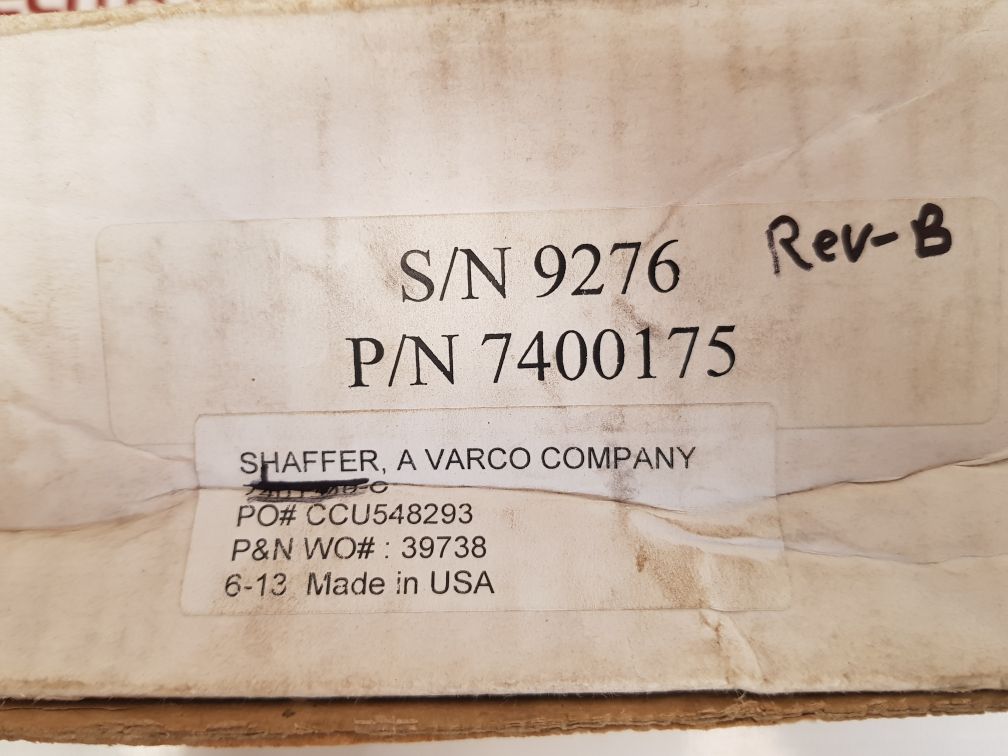 S/N 9276 Rev-B
P/N 7400175
SHAFFER, A VARCO COMPANY
PO# CCU548293
P&N WO# : 39738
6-13 Made in USA